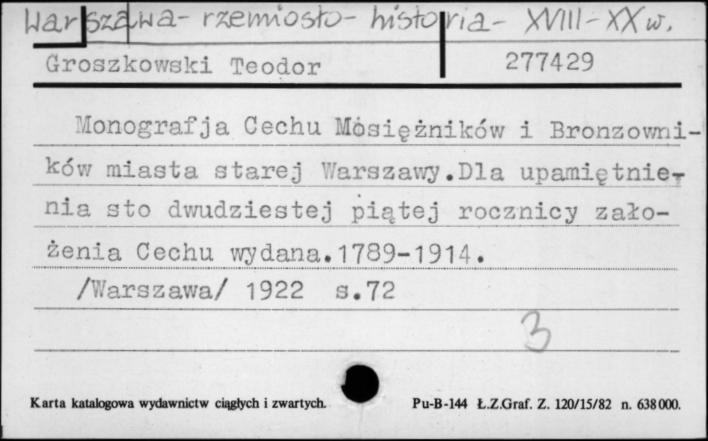 Warszawa- rzemiosło- historia- XVIII-XX w.
Groszkowski Teodor 277429
Monografja Cechu Mosiężników i Bronzowni-
ków miasta starej Warszawy.Dla upamiętnie-
nia sto dwudziestej piątej rocznicy zało-
żenia Cechu wydana.1789-1914.
/Warszawa/ 1922 s.72
3
Karta katalogowa wydawnictw ciągłych i zwartych. Pu-B-144 Ł.Z.Graf. Z. 120/15/82 n. 638000.